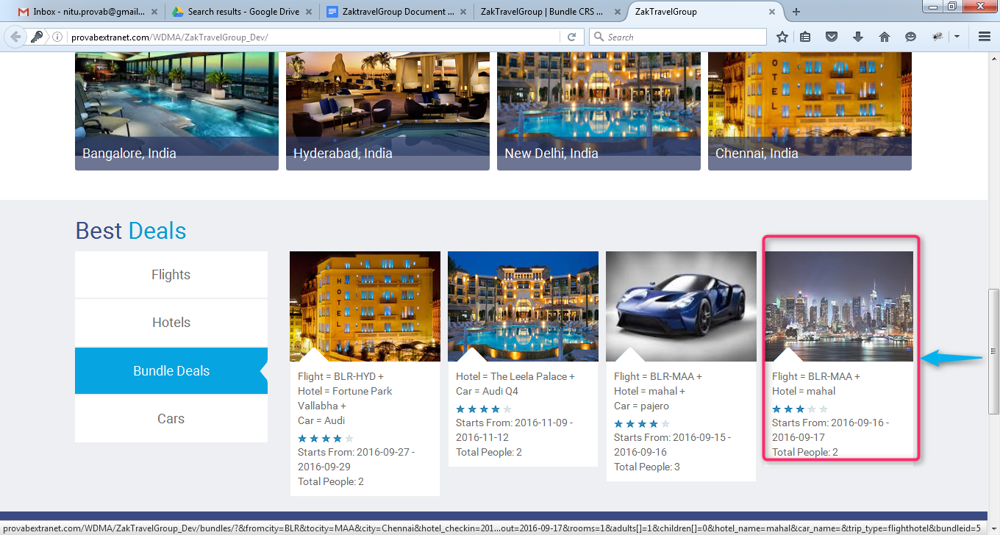 Inbox - nitu.provab@gmail....
Search results - Google Drive
ZaktravelGroup Document ...
ZakTravelGroup | Bundle CRS ...
ZakTravelGroup
provabextranet.com/WDMA/ZakTravelGroup_Dev/
Search
HOTEL
Bangalore, India
Hyderabad, India
New Delhi, India
Chennai, India
Best Deals
Flights
Hotels
Bundle Deals
Cars
HOTEL
Flight = BLR-HYD +
Hotel = Fortune Park
Vallabha +
Car = Audi
Starts From: 2016-09-27 -
2016-09-29
Total People: 2
Hotel = The Leela Palace +
Car = Audi Q4
Starts From: 2016-11-09 -
2016-11-12
Total People: 2
Flight = BLR-MAA +
Hotel = mahal +
Car = pajero
Starts From: 2016-09-15 -
2016-09-16
Total People: 3
Flight = BLR-MAA +
Hotel = mahal
Starts From: 2016-09-16 -
2016-09-17
Total People: 2
provabextranet.com/WDMA/ZakTravelGroup_Dev/bundles/?&fromcity=BLR&tocity=MAA&city=Chennai&hotel_checkin=201...out=2016-09-17&rooms=1&adults[]=1&children[]=0&hotel_name=mahal&car_name=&trip_type=flighthotel&bundleid=5